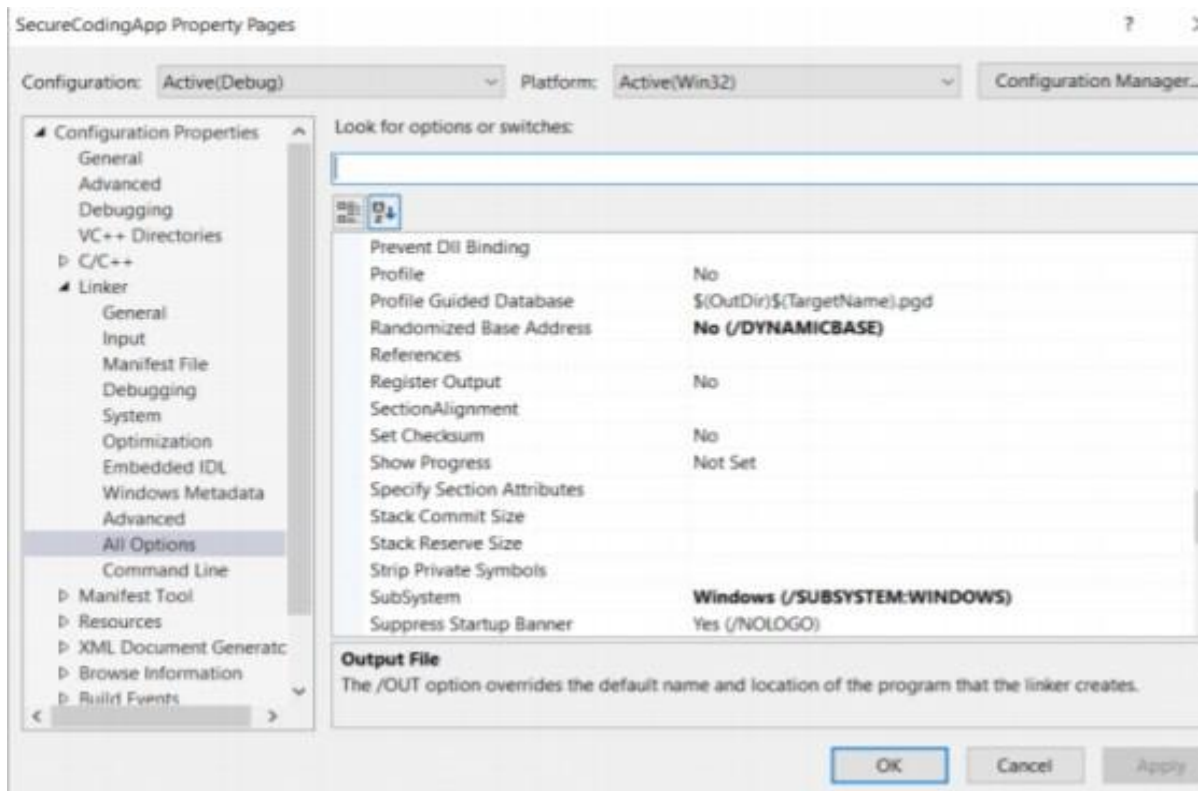 SecureCodingApp Property Pages
?
Configuration: Active(Debug) Platform: Active(Win32) Configuration Manager...
Configuration Properties
General
Advanced
Debugging
VC++ Directories
C/C++
Linker
General
Input
Manifest File
Debugging
System
Optimization
Embedded IDL
Windows Metadata
Advanced
All Options
Command Line
Manifest Tool
Resources
XML Document Generatc
Browse Information
Build Events
Look for options or switches:
Prevent Dll Binding
Profile No
Profile Guided Database $(OutDir)$(TargetName).pgd
Randomized Base Address No (/DYNAMICBASE)
References
Register Output No
SectionAlignment
Set Checksum No
Show Progress Not Set
Specify Section Attributes
Stack Commit Size
Stack Reserve Size
Strip Private Symbols
SubSystem Windows (/SUBSYSTEM:WINDOWS)
Suppress Startup Banner Yes (/NOLOGO)
Output File
The /OUT option overrides the default name and location of the program that the linker creates.
OK Cancel Apply